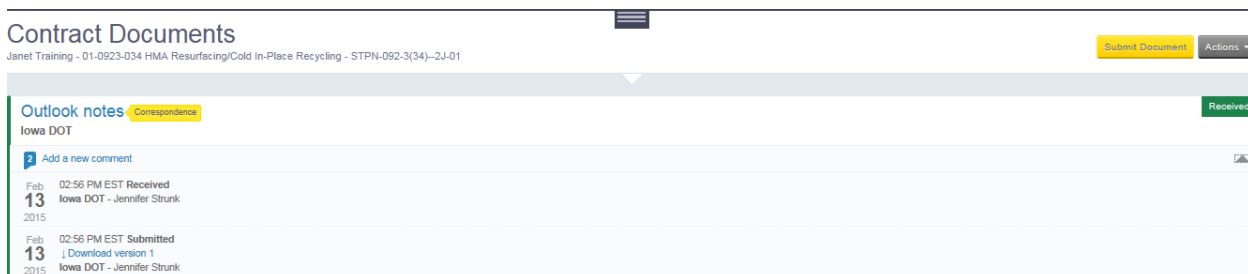 Contract Documents
Janet Training - 01-0923-034 HMA Resurfacing/Cold In-Place Recycling - STPN-092-3(34)--2J-01
Submit Document
Actions
Outlook notes
Correspondence
Received
Iowa DOT
2 Add a new comment
Feb 13 2015
02:56 PM EST Received
Iowa DOT - Jennifer Strunk
Feb 13 2015
02:56 PM EST Submitted
↓ Download version 1
Iowa DOT - Jennifer Strunk